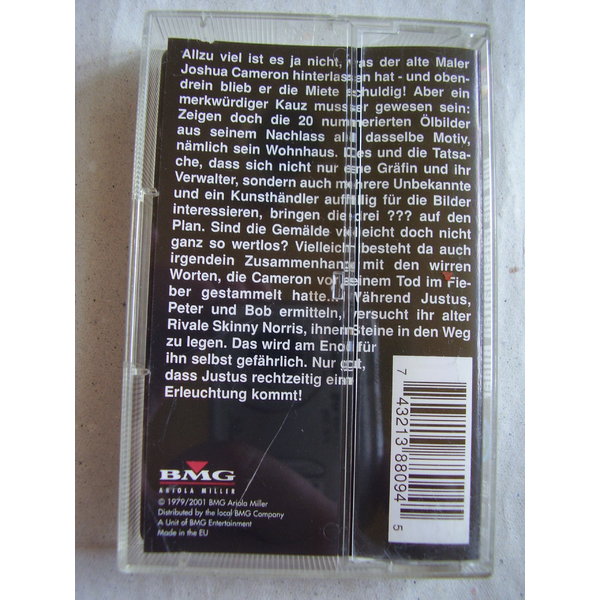 Allzu viel ist es ja nicht, was der alte Maler
Joshua Cameron hinterlassen hat - und oben-
drein blieb er die Miete schuldig! Aber ein
merkwürdiger Kauz musser gewesen sein:
Zeigen doch die 20 nummerierten Ölbilder
aus seinem Nachlass alle dasselbe Motiv,
nämlich sein Wohnhaus. Dies und die Tatsa-
che, dass sich nicht nur eine Gräfin und ihr
Verwalter, sondern auch mehrere Unbekannte
und ein Kunsthändler auffällig für die Bilder
interessieren, bringen die drei ??? auf den
Plan. Sind die Gemälde vielleicht doch nicht
ganz so wertlos? Vielleicht besteht da auch
irgendein Zusammenhang mit den wirren
Worten, die Cameron vor seinem Tod im Fie-
ber gestammelt hatte... Während Justus,
Peter und Bob ermitteln, versucht ihr alter
Rivale Skinny Norris, ihnen Steine in den Weg
zu legen. Das wird am Ende für
ihn selbst gefährlich. Nur gut,
dass Justus rechtzeitig eine
Erleuchtung kommt!
BMG
ARIOLA MILLER
© 1979/2001 BMG Ariola Miller
Distributed by the local BMG Company
A Unit of BMG Entertainment
Made in the EU
7 43213 88094 5